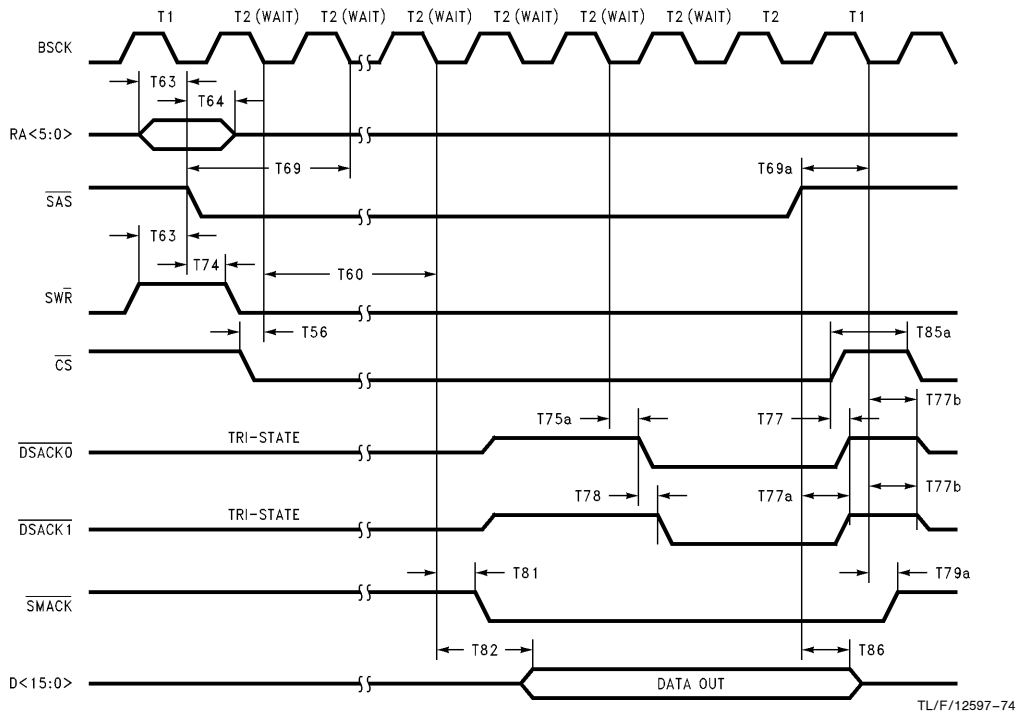 T1 T2 (WAIT) T2 (WAIT) T2 (WAIT) T2 (WAIT) T2 (WAIT) T2 (WAIT) T2 T1
BSCK
T63
T64
RA<5:0>
T69 T69a
SAS
T63
T74 T60
SWR
T56 T85a
CS
T77b
T75a T77
TRI-STATE
DSACK0
T78 T77a T77b
TRI-STATE
DSACK1
T81 T79a
SMACK
T82 T86
D<15:0> DATA OUT
TL/F/12597-74